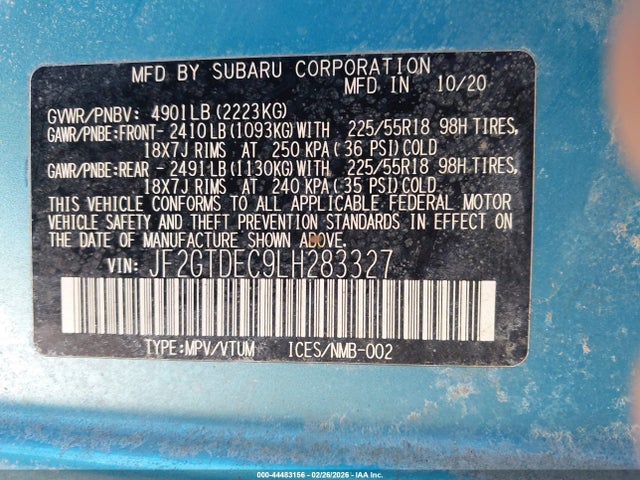 MFD BY SUBARU CORPORATION
MFD IN 10/20
GVWR/PNBV: 4901LB(2223KG)
GAWR/PNBE:FRONT- 2410LB(1093KG)WITH 225/55R18 98H TIRES,
18X7J RIMS AT 250 KPA(36 PSI)COLD
GAWR/PNBE:REAR - 2491LB(1130KG)WITH 225/55R18 98H TIRES,
18X7J RIMS AT 240 KPA(35 PSI)COLD
THIS VEHICLE CONFORMS TO ALL APPLICABLE FEDERAL MOTOR
VEHICLE SAFETY AND THEFT PREVENTION STANDARDS IN EFFECT ON
THE DATE OF MANUFACTURE SHOWN ABOVE.
VIN: JF2GTDEC9LH283327
TYPE:MPV/VTUM ICES/NMB-002
000-44483156 - 02/26/2026 - IAA Inc.